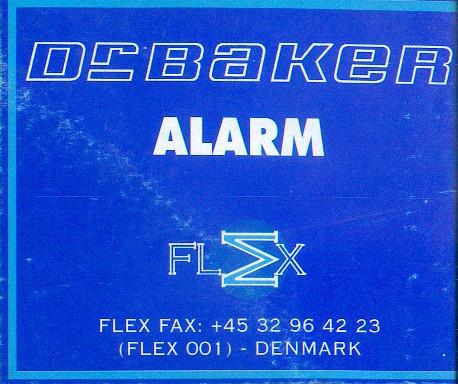 Dr BAKER
ALARM
FLEX
FLEX FAX: +45 32 96 42 23
(FLEX 001) - DENMARK